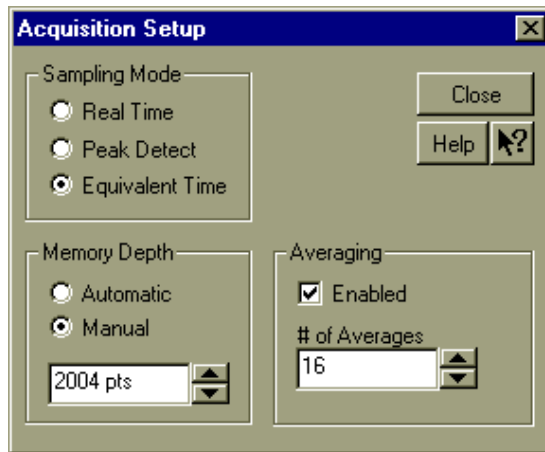 Acquisition Setup
Sampling Mode
Real Time
Peak Detect
Equivalent Time
Close
Help
?
Memory Depth
Automatic
Manual
2004 pts
Averaging
Enabled
# of Averages
16